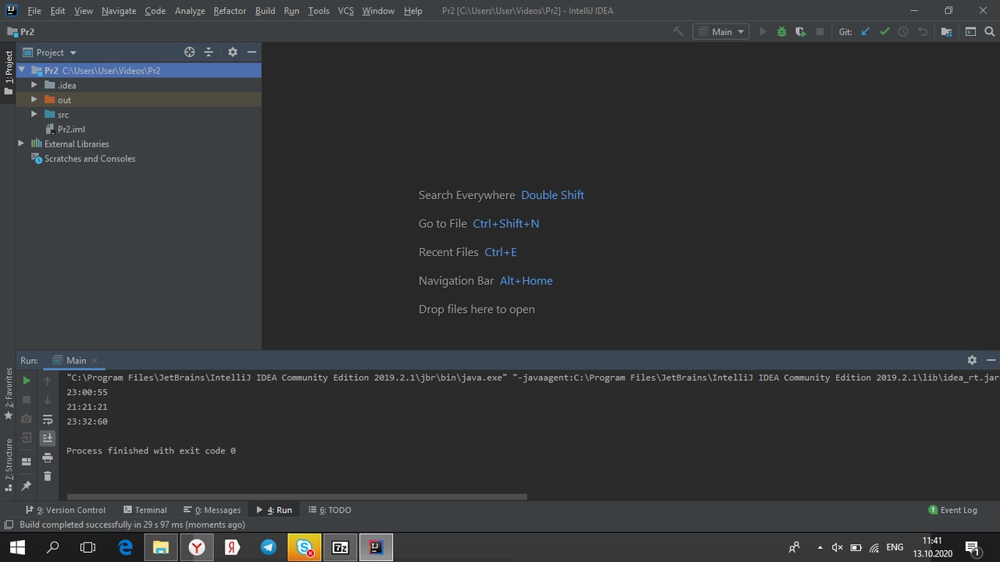 File Edit View Navigate Code Analyze Refactor Build Run Tools VCS Window Help Pr2 [C:\Users\User\Videos\Pr2] - IntelliJ IDEA
Pr2 Main Git:
1: Project
Project
Pr2 C:\Users\User\Videos\Pr2
.idea
out
src
Pr2.iml
External Libraries
Scratches and Consoles
Search Everywhere Double Shift
Go to File Ctrl+Shift+N
Recent Files Ctrl+E
Navigation Bar Alt+Home
Drop files here to open
2: Favorites
7: Structure
Run: Main
"C:\Program Files\JetBrains\IntelliJ IDEA Community Edition 2019.2.1\jbr\bin\java.exe" "-javaagent:C:\Program Files\JetBrains\IntelliJ IDEA Community Edition 2019.2.1\lib\idea_rt.jar
23:00:55
21:21:21
23:32:60
Process finished with exit code 0
9: Version Control Terminal 0: Messages 4: Run 6: TODO 1 Event Log
Build completed successfully in 29 s 97 ms (moments ago)
ENG 11:41
13.10.2020 1